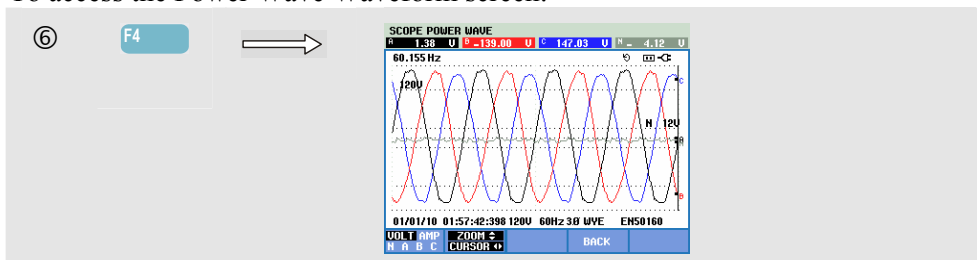 To access the Power Wave Waveform screen:
⑥
F4
SCOPE POWER WAVE
A 1.38 V B -139.00 V C 147.03 V N - 4.12 V
60.155Hz
120V
C
N 12V
B
01/01/10 01:57:42:398 120V 60Hz 3Ø WYE EN50160
VOLT AMP ZOOM
N A B C CURSOR BACK